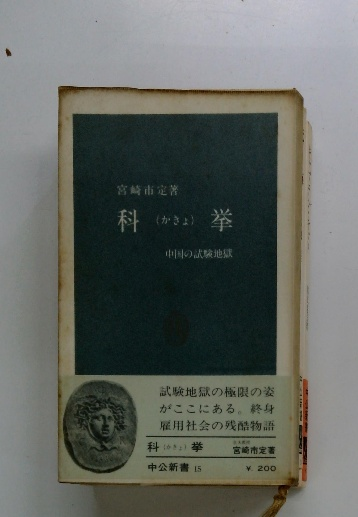 宮崎市定著
科(かきょ)挙
中国の試験地獄
試験地獄の極限の姿
がここにある。終身
雇用社会の残酷物語
科(かきょ)挙
宮崎市定著
中公新書 15
¥ 200